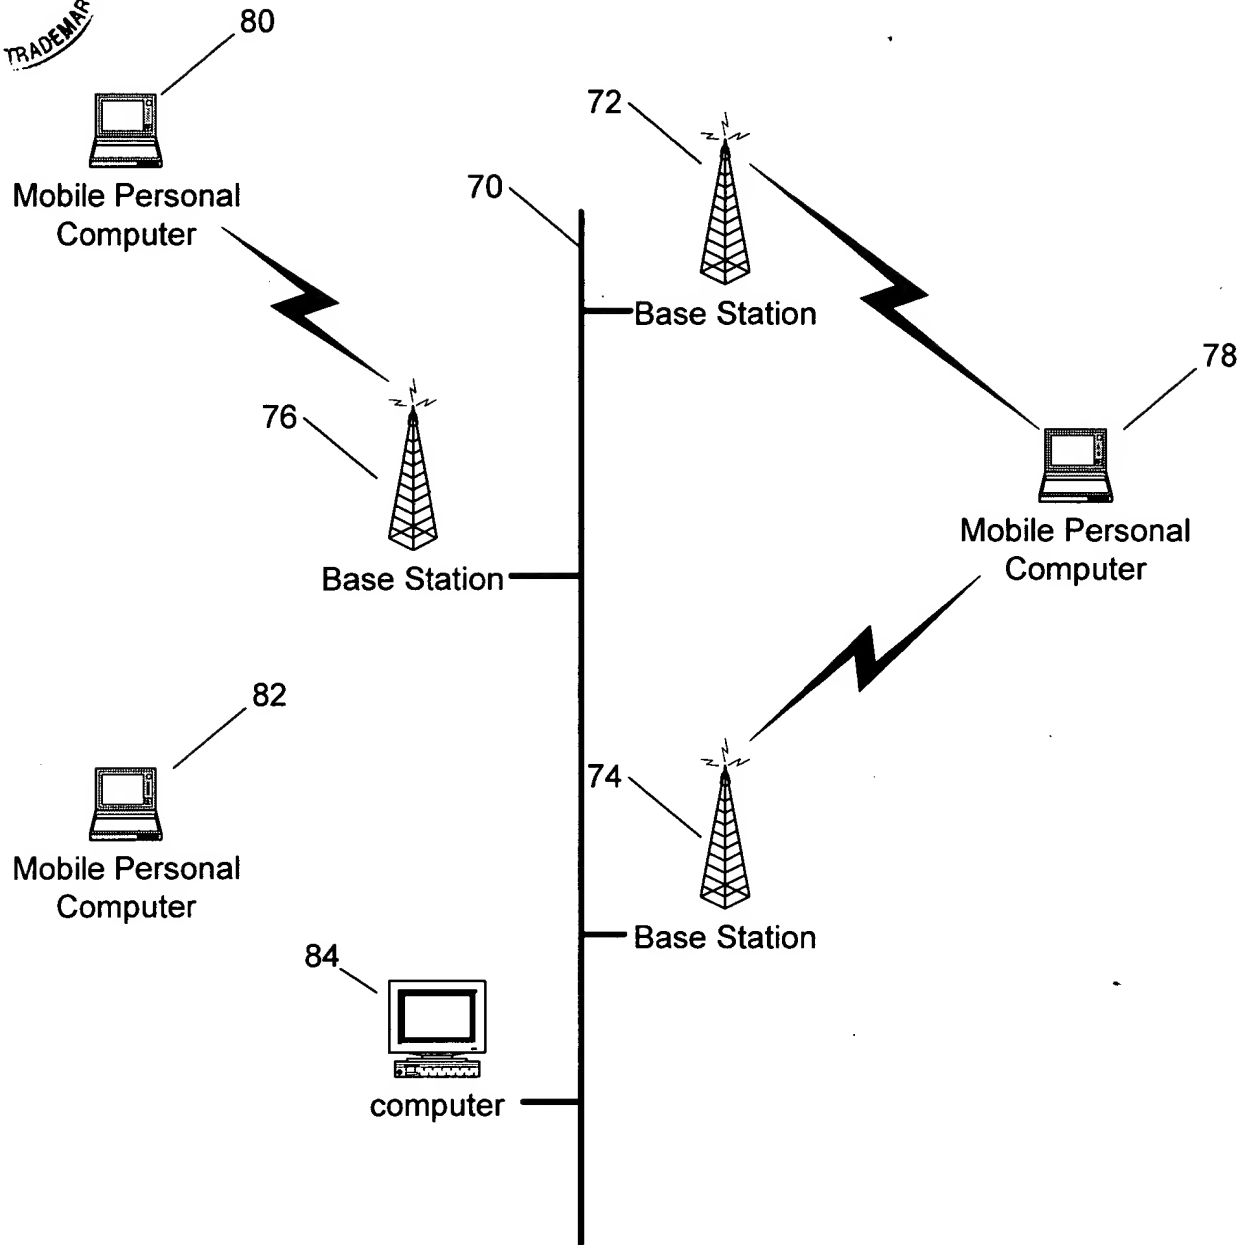 TRADEMAR
80
Mobile Personal
Computer
72
70
Base Station
78
76
Mobile Personal
Computer
Base Station
82
Mobile Personal
Computer
74
Base Station
84
computer